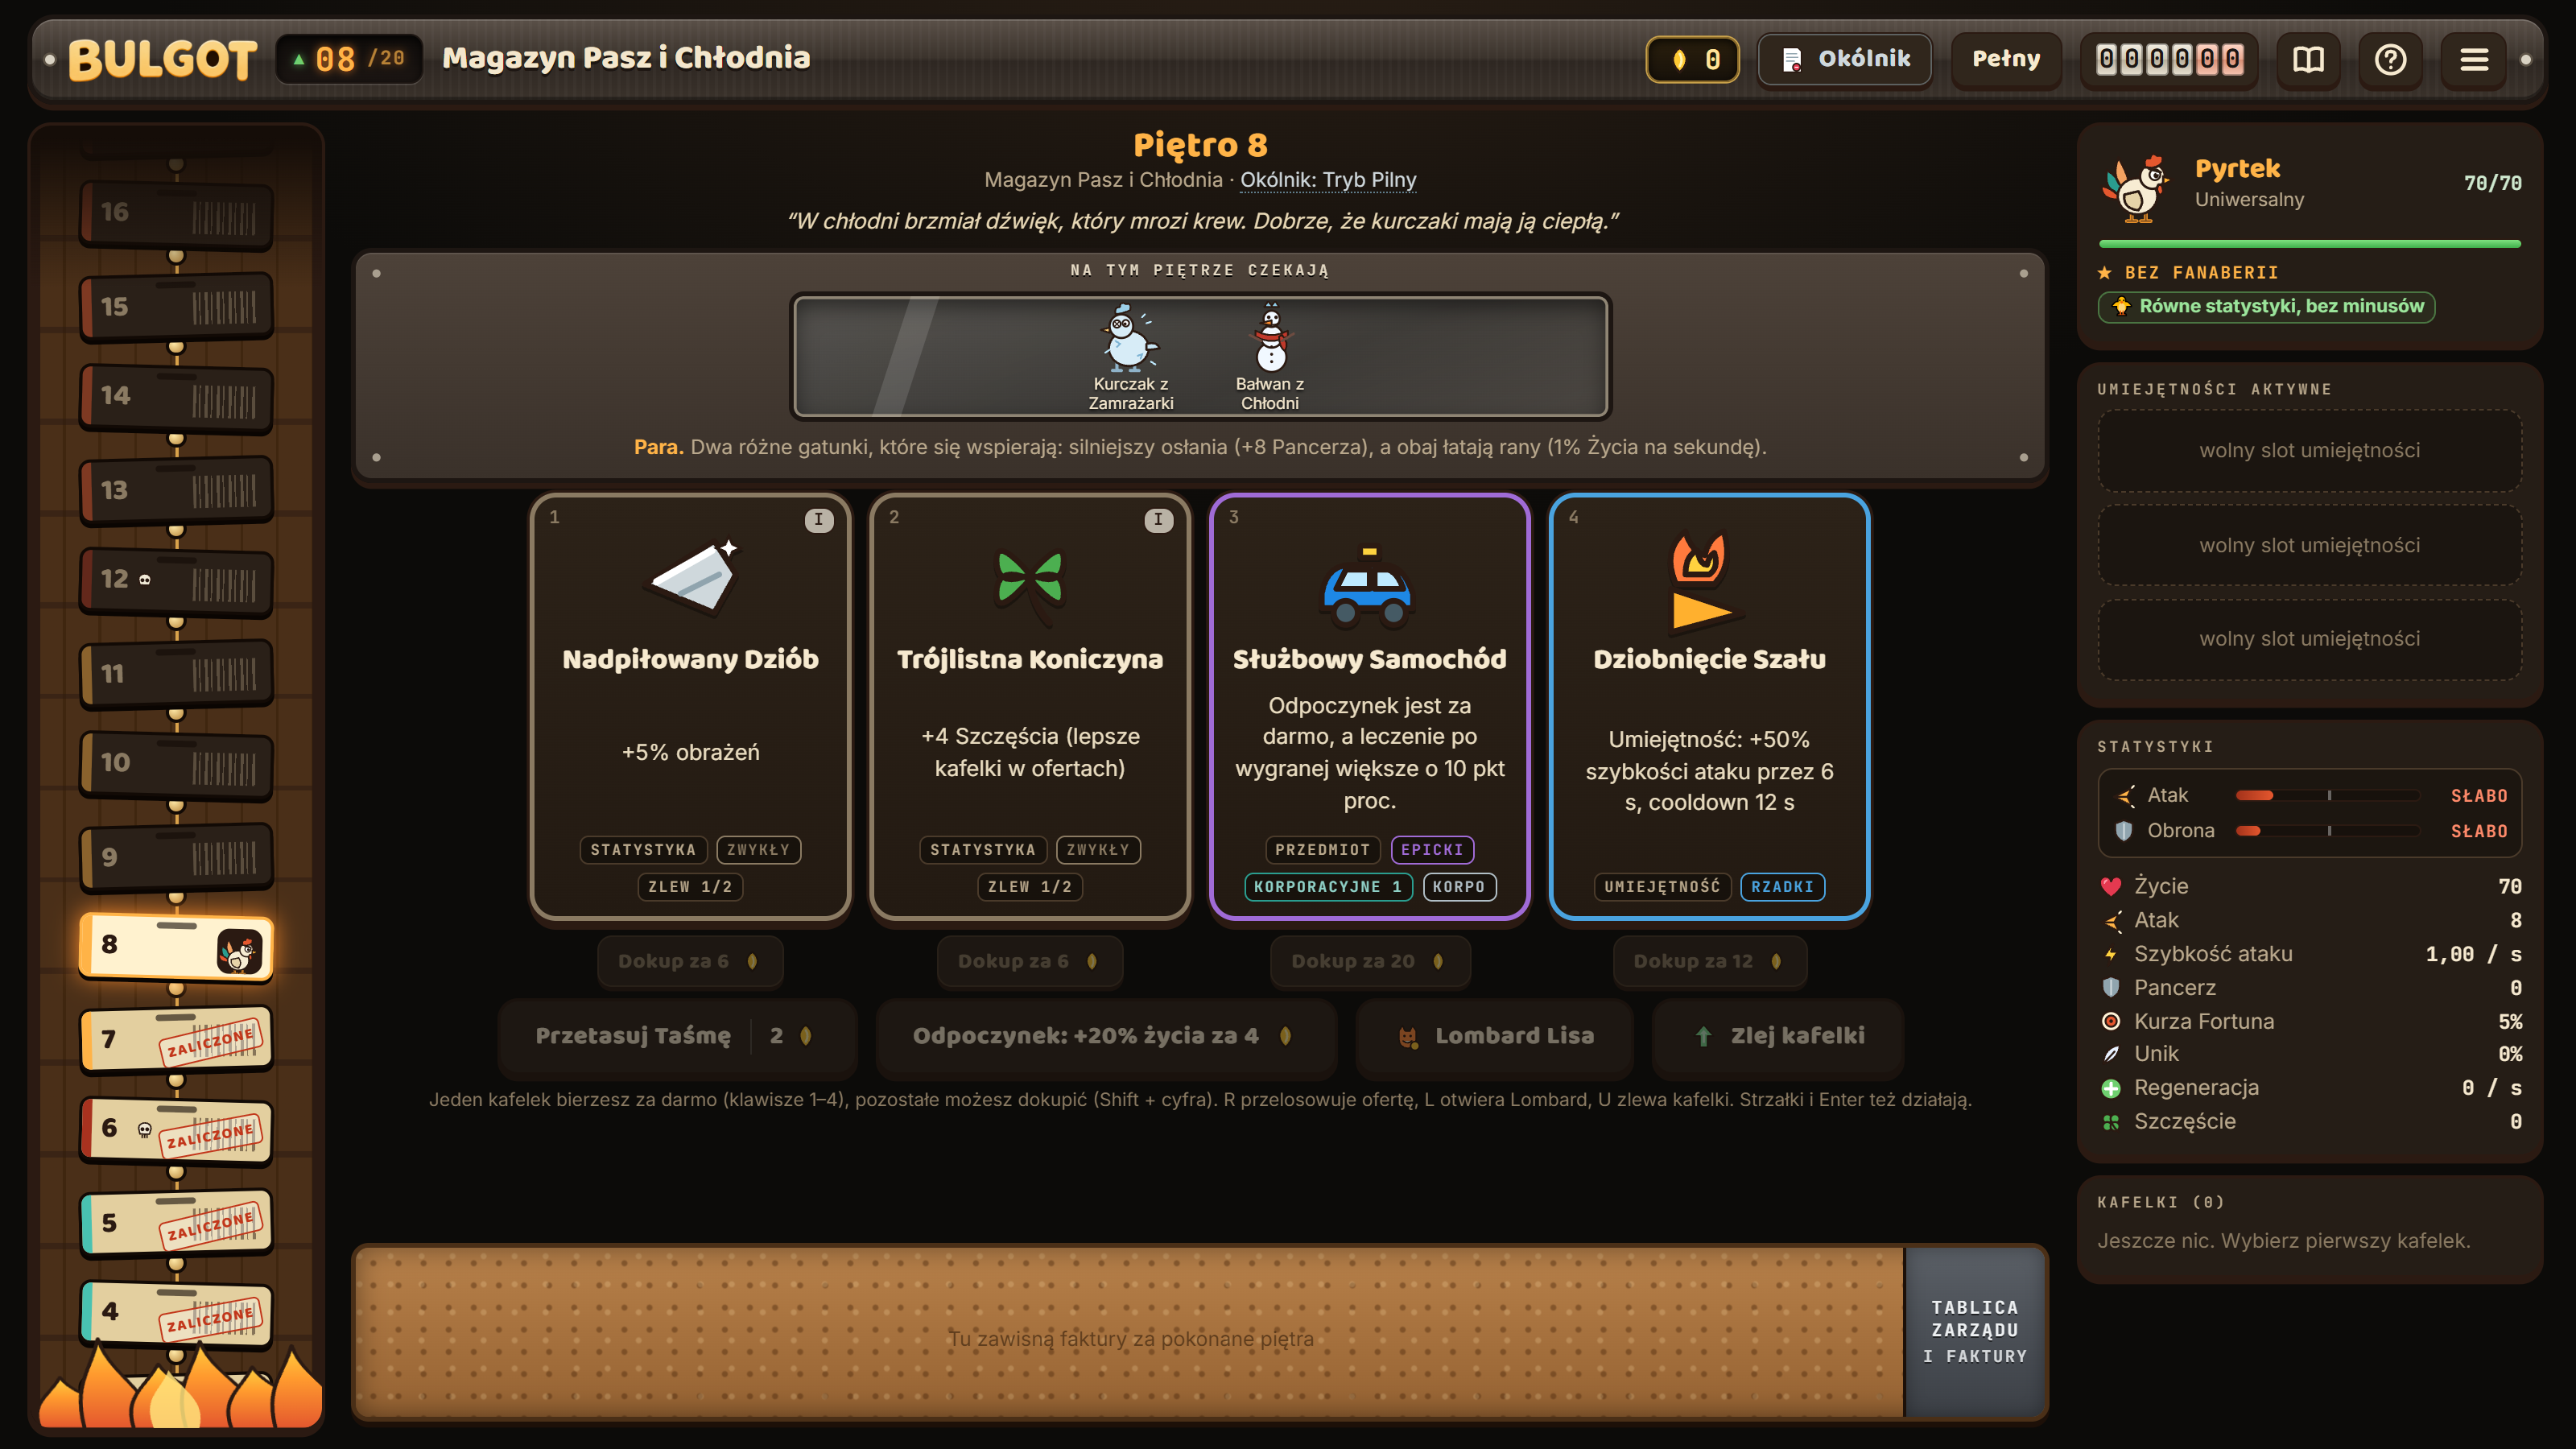 BULGOT
▲ 08 /20
Magazyn Pasz i Chłodnia
0
Okólnik
Pełny
000000
Piętro 8
Magazyn Pasz i Chłodnia · Okólnik: Tryb Pilny
“W chłodni brzmiał dźwięk, który mrozi krew. Dobrze, że kurczaki mają ją ciepłą.”
NA TYM PIĘTRZE CZEKAJĄ
Kurczak z
Zamrażarki
Bałwan z
Chłodni
Para. Dwa różne gatunki, które się wspierają: silniejszy osłania (+8 Pancerza), a obaj łatają rany (1% Życia na sekundę).
16
15
14
13
12
11
10
9
8
7 ZALICZONE
6 ZALICZONE
5 ZALICZONE
4 ZALICZONE
1
I
Nadpiłowany Dziób
+5% obrażeń
STATYSTYKA ZWYKŁY
ZLEW 1/2
Dokup za 6
2
I
Trójlistna Koniczyna
+4 Szczęścia (lepsze
kafelki w ofertach)
STATYSTYKA ZWYKŁY
ZLEW 1/2
Dokup za 6
3
Służbowy Samochód
Odpoczynek jest za
darmo, a leczenie po
wygranej większe o 10 pkt
proc.
PRZEDMIOT EPICKI
KORPORACYJNE 1 KORPO
Dokup za 20
4
Dziobnięcie Szału
Umiejętność: +50%
szybkości ataku przez 6
s, cooldown 12 s
UMIEJĘTNOŚĆ RZADKI
Dokup za 12
Przetasuj Taśmę 2
Odpoczynek: +20% życia za 4
Lombard Lisa
Zlej kafelki
Jeden kafelek bierzesz za darmo (klawisze 1–4), pozostałe możesz dokupić (Shift + cyfra). R przelosowuje ofertę, L otwiera Lombard, U zlewa kafelki. Strzałki i Enter też działają.
Tu zawisną faktury za pokonane piętra
TABLICA
ZARZĄDU
I FAKTURY
Pyrtek
Uniwersalny
70/70
★ BEZ FANABERII
Równe statystyki, bez minusów
UMIEJĘTNOŚCI AKTYWNE
wolny slot umiejętności
wolny slot umiejętności
wolny slot umiejętności
STATYSTYKI
Atak SŁABO
Obrona SŁABO
Życie 70
Atak 8
Szybkość ataku 1,00 / s
Pancerz 0
Kurza Fortuna 5%
Unik 0%
Regeneracja 0 / s
Szczęście 0
KAFELKI (0)
Jeszcze nic. Wybierz pierwszy kafelek.